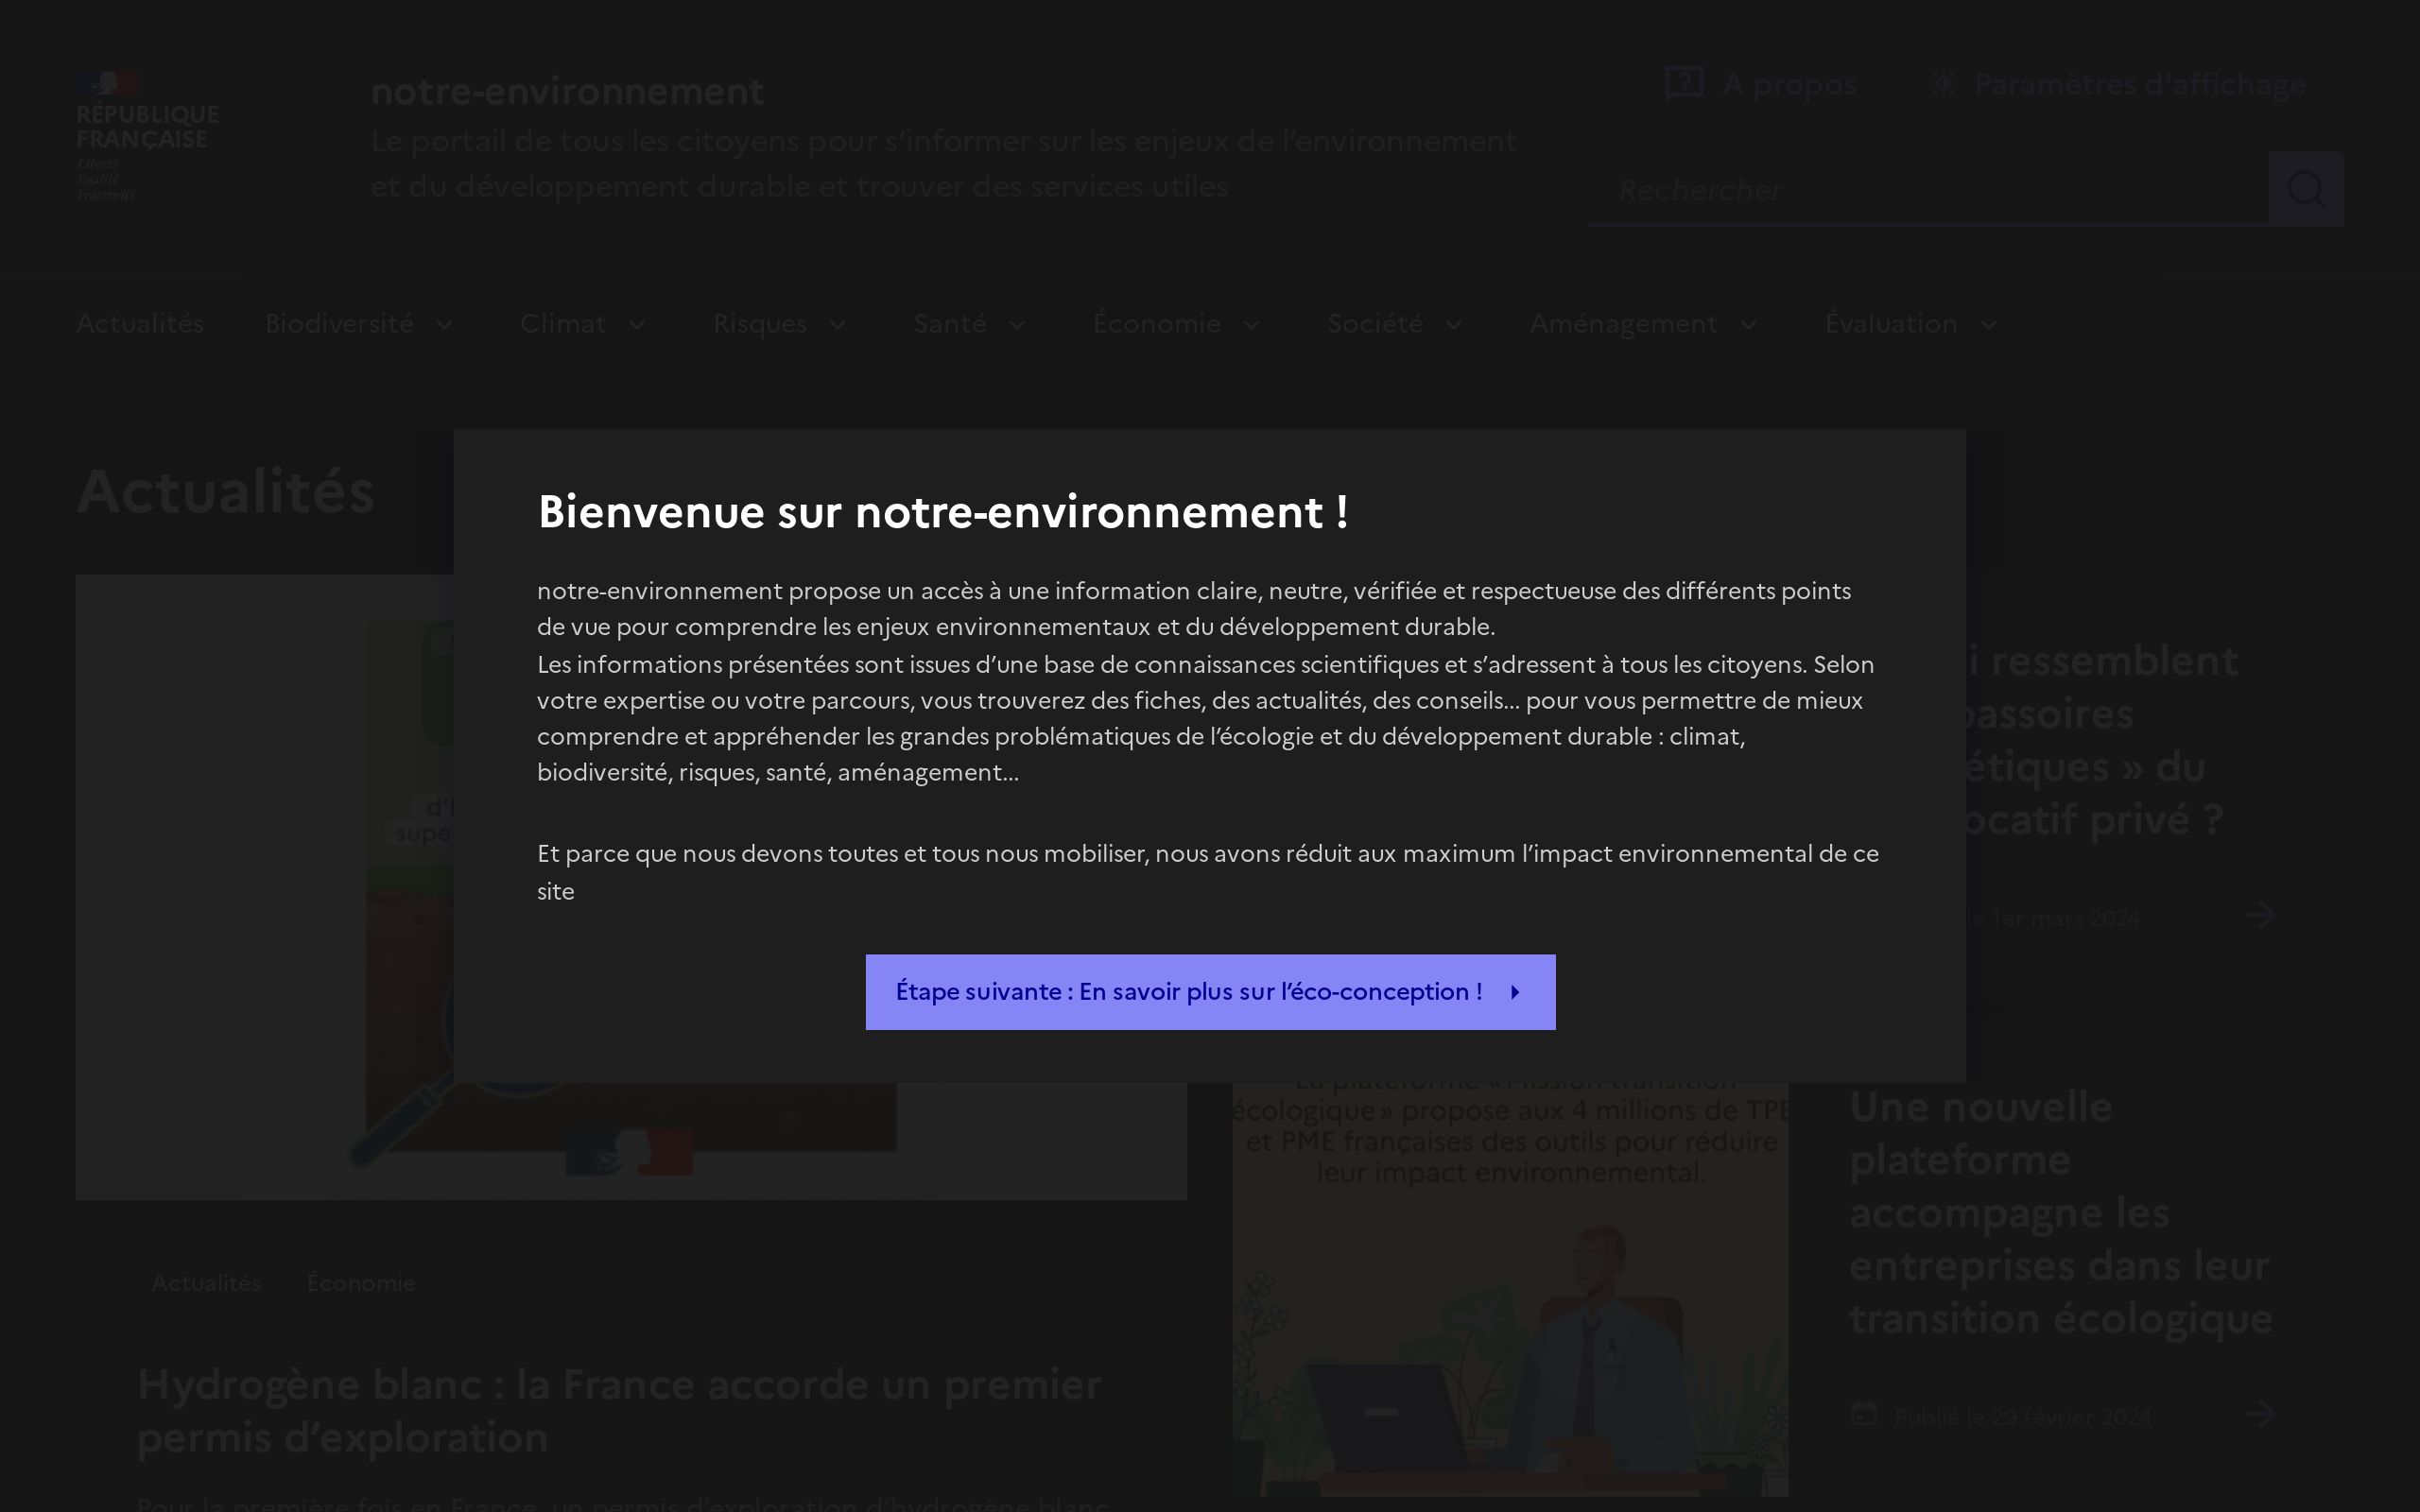 RÉPUBLIQUE
FRANÇAISE
Liberté
Égalité
Fraternité
notre-environnement
Le portail de tous les citoyens pour s’informer sur les enjeux de l’environnement
et du développement durable et trouver des services utiles
A propos
Paramètres d'affichage
Rechercher
Actualités Biodiversité Climat Risques Santé Économie Société Aménagement Évaluation
Actualités
Bienvenue sur notre-environnement !
notre-environnement propose un accès à une information claire, neutre, vérifiée et respectueuse des différents points
de vue pour comprendre les enjeux environnementaux et du développement durable.
Les informations présentées sont issues d’une base de connaissances scientifiques et s’adressent à tous les citoyens. Selon
votre expertise ou votre parcours, vous trouverez des fiches, des actualités, des conseils... pour vous permettre de mieux
comprendre et appréhender les grandes problématiques de l’écologie et du développement durable : climat,
biodiversité, risques, santé, aménagement...
Et parce que nous devons toutes et tous nous mobiliser, nous avons réduit aux maximum l’impact environnemental de ce
site
Étape suivante : En savoir plus sur l’éco-conception !
i ressemblent
passoires
étiques » du
ocatif privé ?
le 1er mars 2024
La plateforme « Mission transition
écologique » propose aux 4 millions de TPE
et PME françaises des outils pour réduire
leur impact environnemental.
Une nouvelle
plateforme
accompagne les
entreprises dans leur
transition écologique
Publié le 29 février 2024
Actualités Économie
Hydrogène blanc : la France accorde un premier
permis d’exploration
Pour la première fois en France, un permis d’exploration d’hydrogène blanc